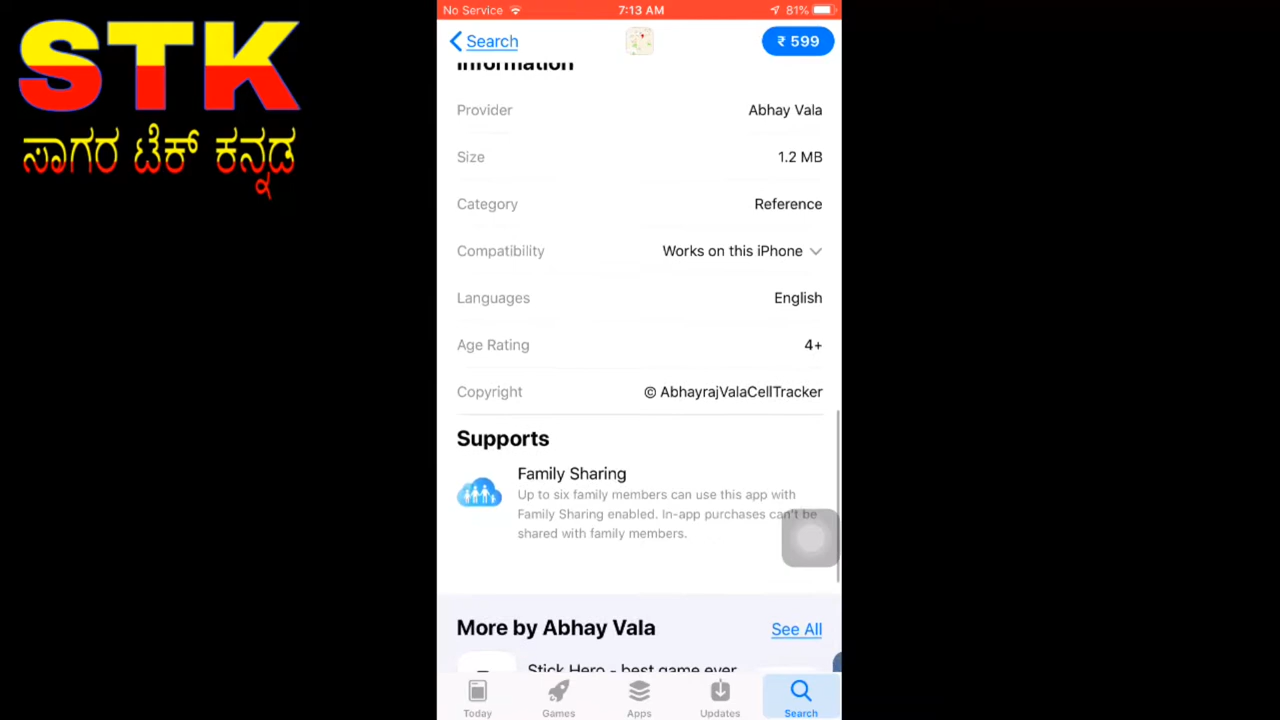 STK
ಸಾಗರ ಟೆಕ್ ಕನ್ನಡ
No Service 7:13 AM 81%
Search ₹ 599
Information
Provider Abhay Vala
Size 1.2 MB
Category Reference
Compatibility Works on this iPhone
Languages English
Age Rating 4+
Copyright © AbhayrajValaCellTracker
Supports
Family Sharing
Up to six family members can use this app with
Family Sharing enabled. In-app purchases can't be
shared with family members.
More by Abhay Vala See All
Stick Hero - best game ever
Today Games Apps Updates Search